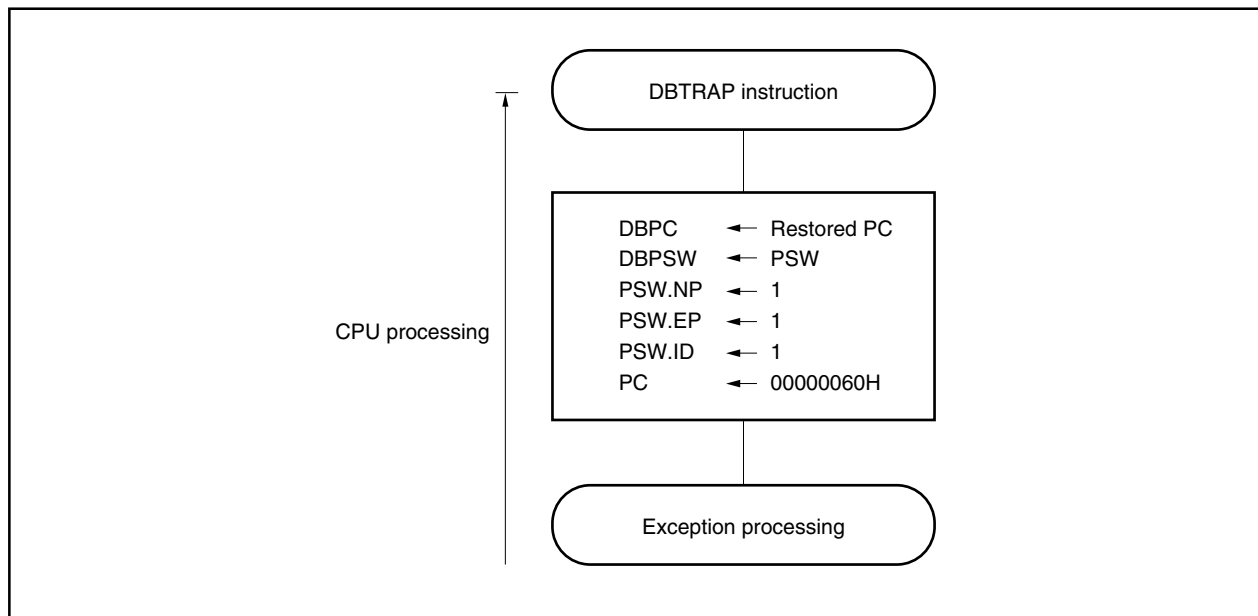 DBTRAP instruction
DBPC ← Restored PC
DBPSW ← PSW
PSW.NP ← 1
PSW.EP ← 1
PSW.ID ← 1
PC ← 00000060H
CPU processing
Exception processing